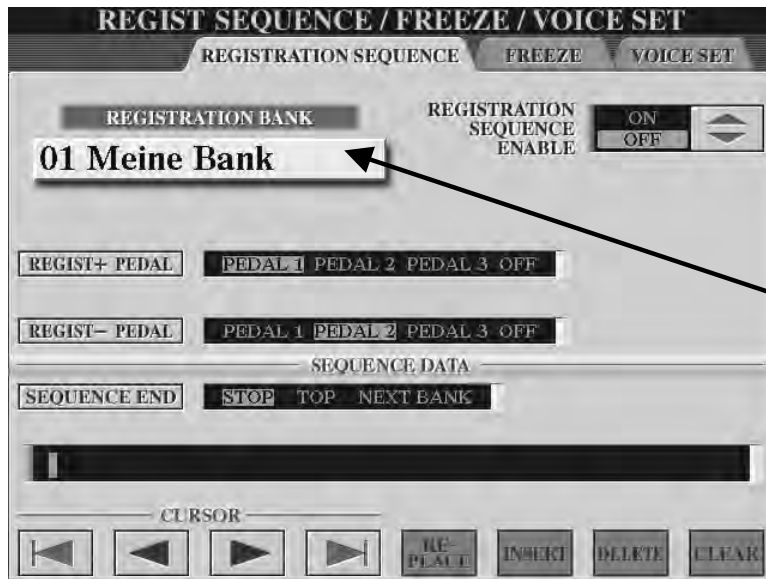 REGIST SEQUENCE / FREEZE / VOICE SET
REGISTRATION SEQUENCE FREEZE VOICE SET
REGISTRATION BANK
01 Meine Bank
REGISTRATION
SEQUENCE
ENABLE
ON
OFF
REGIST+ PEDAL PEDAL 1 PEDAL 2 PEDAL 3 OFF
REGIST− PEDAL PEDAL 1 PEDAL 2 PEDAL 3 OFF
SEQUENCE DATA
SEQUENCE END STOP TOP NEXT BANK
CURSOR
RE-
PLACE
INSERT DELETE CLEAR